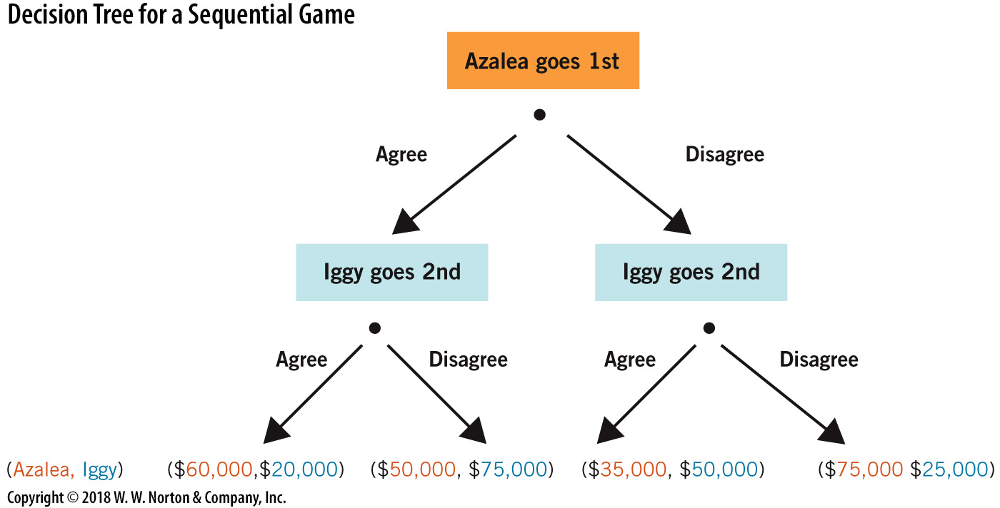 Decision Tree for a Sequential Game
Azalea goes 1st
Agree
Disagree
Iggy goes 2nd
Iggy goes 2nd
Agree
Disagree
Agree
Disagree
(Azalea, Iggy) ($60,000,$20,000) ($50,000, $75,000) ($35,000, $50,000) ($75,000 $25,000)
Copyright © 2018 W. W. Norton & Company, Inc.